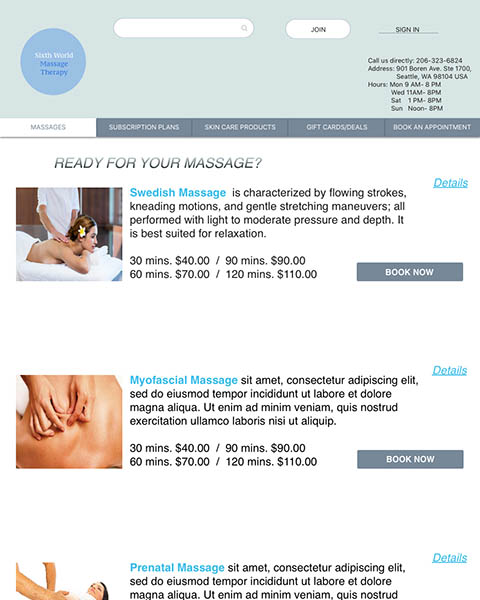 JOIN
SIGN IN
Sixth World
Massage
Therapy
Call us directly: 206-323-6824
Address: 901 Boren Ave. Ste 1700,
Seattle, WA 98104 USA
Hours: Mon 9 AM- 8 PM
Wed 11AM- 8PM
Sat 1 PM- 8PM
Sun Noon- 8PM
MASSAGES
SUBSCRIPTION PLANS
SKIN CARE PRODUCTS
GIFT CARDS/DEALS
BOOK AN APPOINTMENT
READY FOR YOUR MASSAGE?
Details
Swedish Massage is characterized by flowing strokes,
kneading motions, and gentle stretching maneuvers; all
performed with light to moderate pressure and depth. It
is best suited for relaxation.
30 mins. $40.00 / 90 mins. $90.00
60 mins. $70.00 / 120 mins. $110.00
BOOK NOW
Details
Myofascial Massage sit amet, consectetur adipiscing elit,
sed do eiusmod tempor incididunt ut labore et dolore
magna aliqua. Ut enim ad minim veniam, quis nostrud
exercitation ullamco laboris nisi ut aliquip.
30 mins. $40.00 / 90 mins. $90.00
60 mins. $70.00 / 120 mins. $110.00
BOOK NOW
Details
Prenatal Massage sit amet, consectetur adipiscing elit,
sed do eiusmod tempor incididunt ut labore et dolore
magna aliqua. Ut enim ad minim veniam, quis nostrud